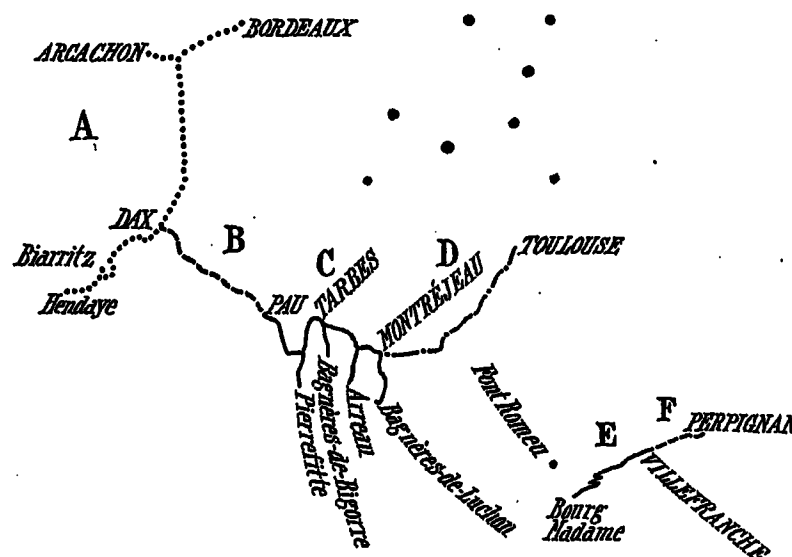 BORDEAUX
ARCACHON
A
DAX
B
Biarritz
Hendaye
C
D
TOULOUSE
PAU
TARBES
MONTRÉJEAU
Pierrefitte
Bagnères-de-Bigorre
Arreau
Bagnères-de-Luchon
Font Romeu
E
F
PERPIGNAN
VILLEFRANCHE
Bourg
Madame